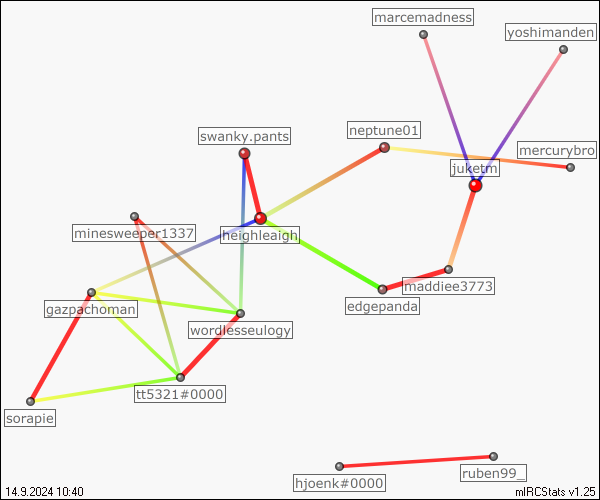 marcemadness
yoshimanden
swanky.pants
neptune01
mercurybro
juketm
minesweeper1337
heighleaigh
maddiee3773
gazpachoman
edgepanda
wordlesseulogy
tt5321#0000
sorapie
ruben99_
hjoenk#0000
14.9.2024 10:40
mIRCStats v1.25